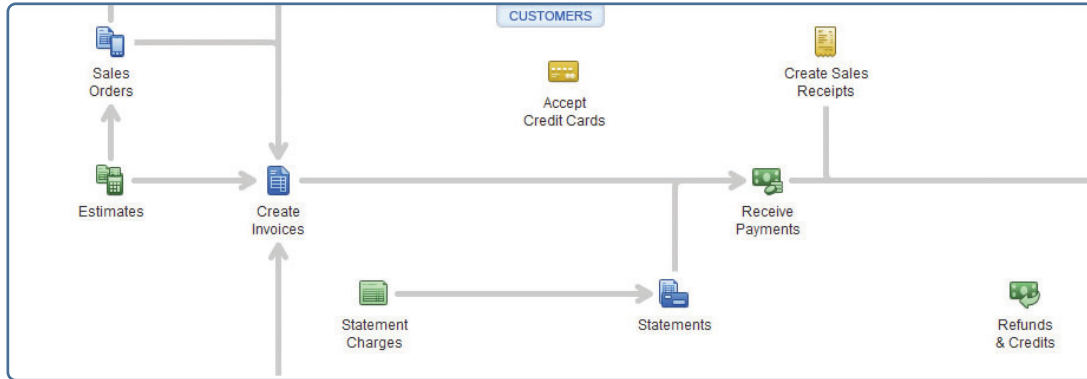 CUSTOMERS
Sales
Orders
Accept
Credit Cards
Create Sales
Receipts
Estimates
Create
Invoices
Receive
Payments
Statement
Charges
Statements
Refunds
& Credits